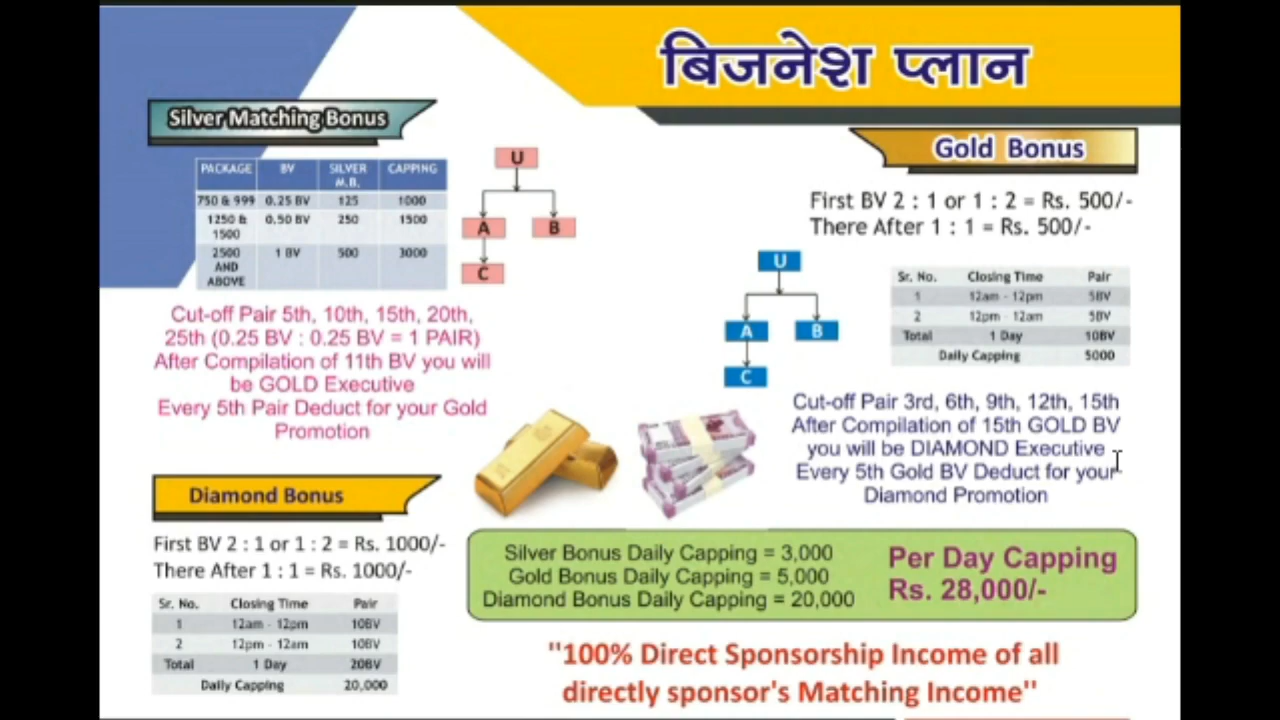 बिजनेश प्लान
Silver Matching Bonus
PACKAGE BV SILVER M.B. CAPPING
750 & 999 0.25 BV 125 1000
1250 & 1500 0.50 BV 250 1500
2500 AND ABOVE 1 BV 500 3000
U
A B
C
Cut-off Pair 5th, 10th, 15th, 20th,
25th (0.25 BV : 0.25 BV = 1 PAIR)
After Compilation of 11th BV you will
be GOLD Executive
Every 5th Pair Deduct for your Gold
Promotion
Gold Bonus
First BV 2 : 1 or 1 : 2 = Rs. 500/-
There After 1 : 1 = Rs. 500/-
U
A B
C
Sr. No. Closing Time Pair
1 12am - 12pm 5BV
2 12pm - 12am 5BV
Total 1 Day 10BV
Daily Capping 5000
Cut-off Pair 3rd, 6th, 9th, 12th, 15th
After Compilation of 15th GOLD BV
you will be DIAMOND Executive
Every 5th Gold BV Deduct for your
Diamond Promotion
Diamond Bonus
First BV 2 : 1 or 1 : 2 = Rs. 1000/-
There After 1 : 1 = Rs. 1000/-
Sr. No. Closing Time Pair
1 12am - 12pm 10BV
2 12pm - 12am 10BV
Total 1 Day 20BV
Daily Capping 20,000
Silver Bonus Daily Capping = 3,000
Gold Bonus Daily Capping = 5,000
Diamond Bonus Daily Capping = 20,000
Per Day Capping
Rs. 28,000/-
"100% Direct Sponsorship Income of all
directly sponsor's Matching Income"